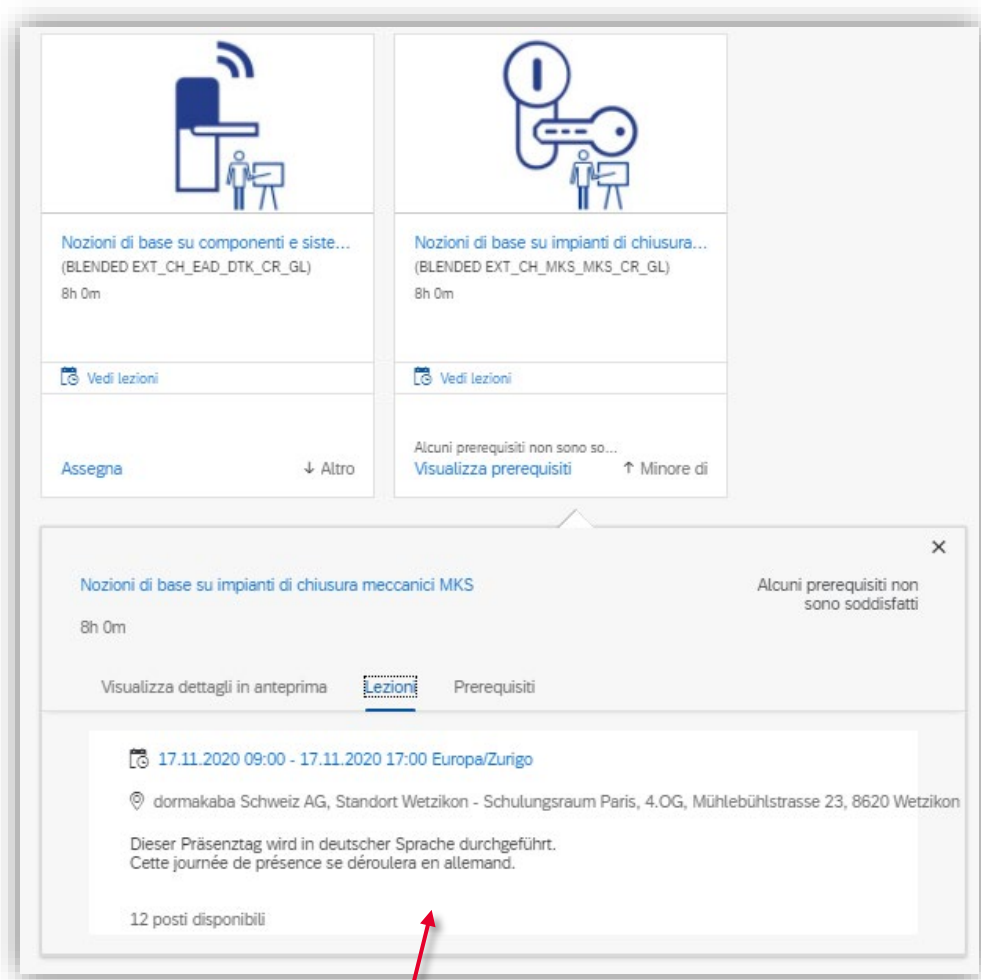 Nozioni di base su componenti e siste...
(BLENDED EXT_CH_EAD_DTK_CR_GL)
8h 0m
Vedi lezioni
Assegna
↓ Altro
Nozioni di base su impianti di chiusura...
(BLENDED EXT_CH_MKS_MKS_CR_GL)
8h 0m
Vedi lezioni
Alcuni prerequisiti non sono so...
Visualizza prerequisiti
↑ Minore di
Nozioni di base su impianti di chiusura meccanici MKS
Alcuni prerequisiti non
sono soddisfatti
8h 0m
Visualizza dettagli in anteprima
Lezioni
Prerequisiti
17.11.2020 09:00 - 17.11.2020 17:00 Europa/Zurigo
dormakaba Schweiz AG, Standort Wetzikon - Schulungsraum Paris, 4.OG, Mühlebühlstrasse 23, 8620 Wetzikon
Dieser Präsenztag wird in deutscher Sprache durchgeführt.
Cette journée de présence se déroulera en allemand.
12 posti disponibili